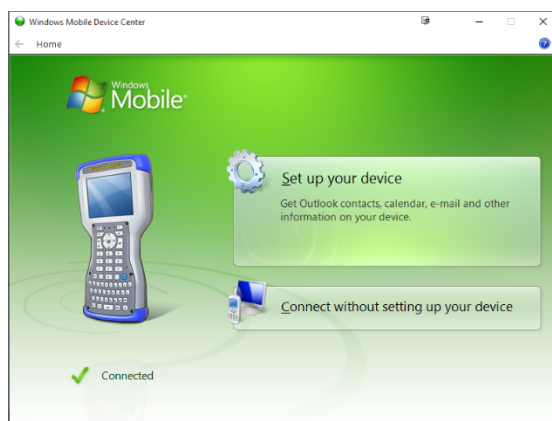 Windows Mobile Device Center
Home
Windows
Mobile®
Set up your device
Get Outlook contacts, calendar, e-mail and other
information on your device.
Connect without setting up your device
Connected